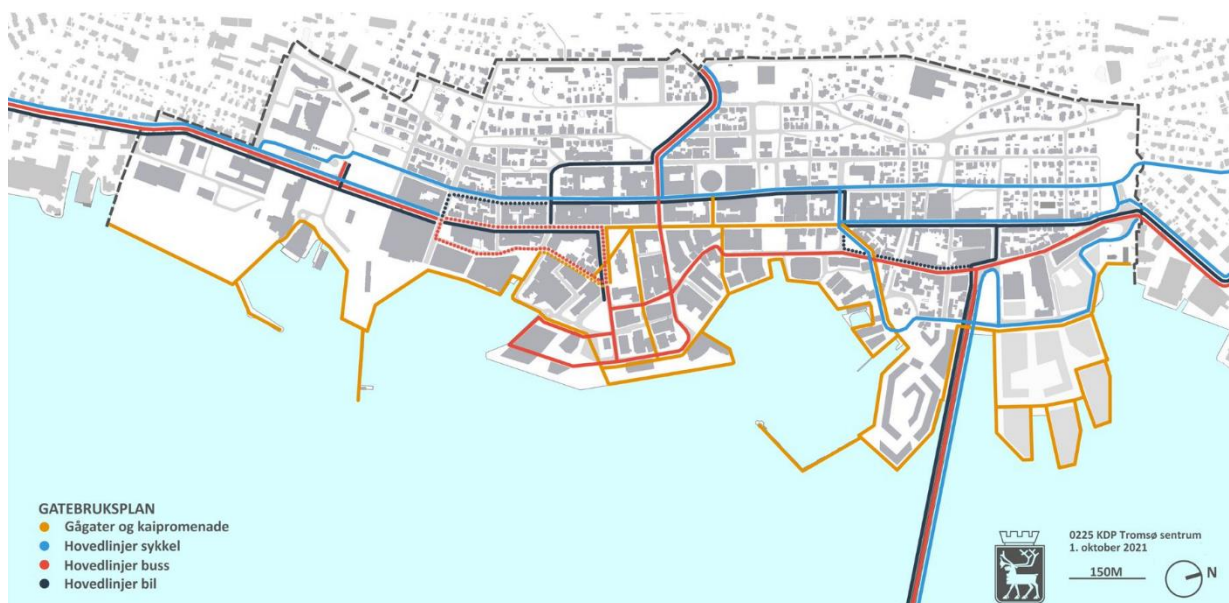 GATEBRUKSPLAN
Gågater og kaipromenade
Hovedlinjer sykkel
Hovedlinjer buss
Hovedlinjer bil
0225 KDP Tromsø sentrum
1. oktober 2021
150M
N